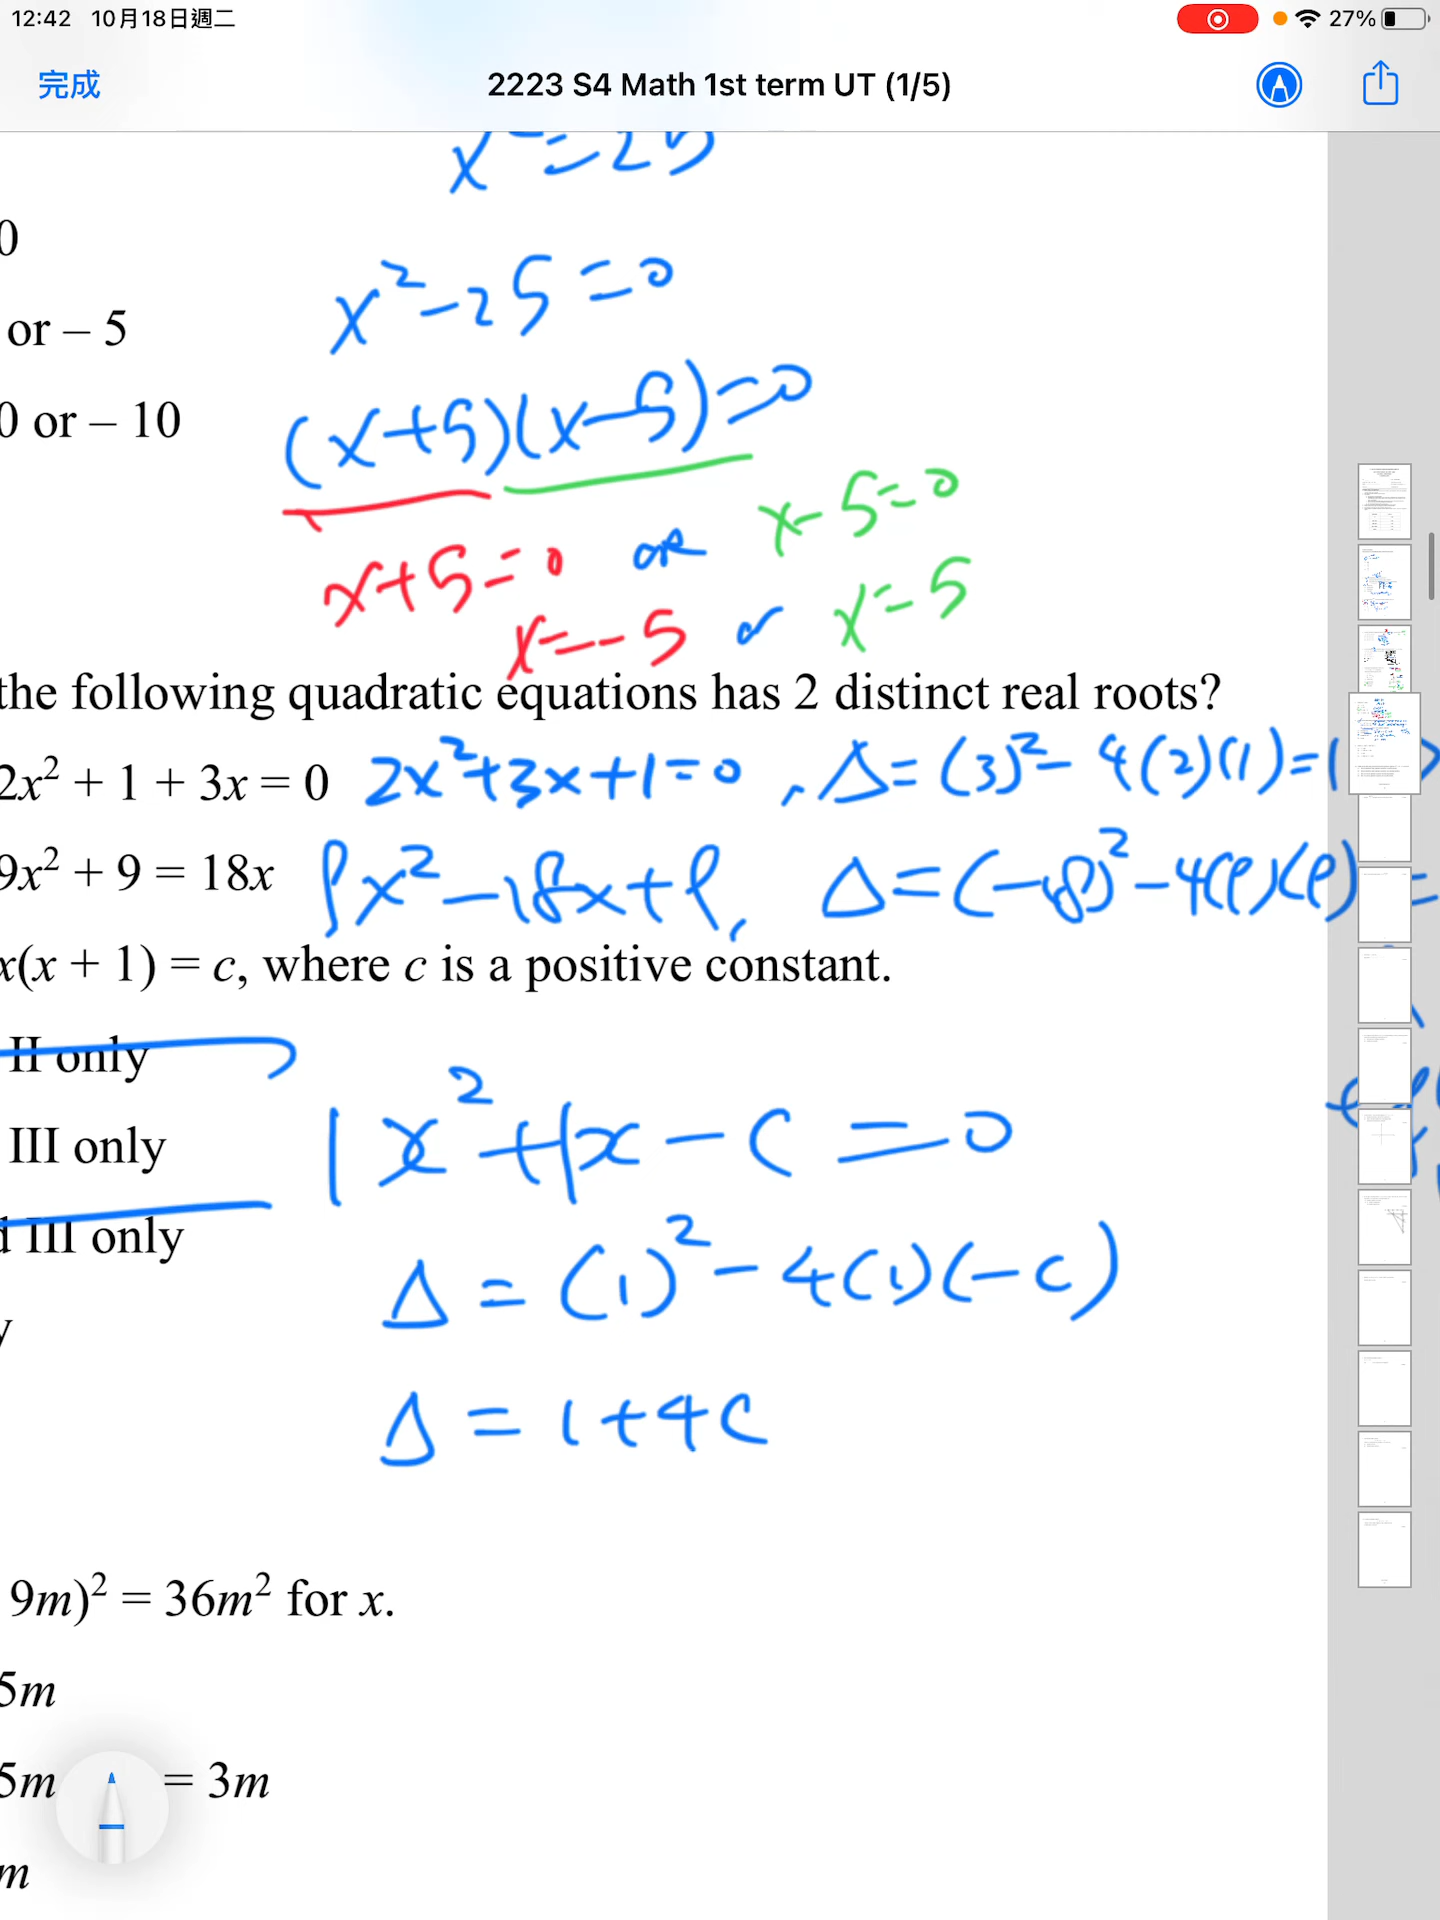 12:42 10月18日週二 27%
完成 2223 S4 Math 1st term UT (1/5)
x²=25
0
x²-25=0
or – 5
(x+5)(x-5)=0
0 or – 10
x-5=0
x+5=0 or
x=-5 or x=5
the following quadratic equations has 2 distinct real roots?
2x² + 1 + 3x = 0 2x²+3x+1=0, Δ=(3)²-4(2)(1)=1
9x² + 9 = 18x 9x²-18x+9, Δ=(-18)²-4(9)(9) =
x(x + 1) = c, where c is a positive constant.
II only
1x²+1x-c=0
III only
d III only
Δ=(1)²-4(1)(-c)
y
Δ=1+4c
9m)² = 36m² for x.
5m
5m = 3m
m